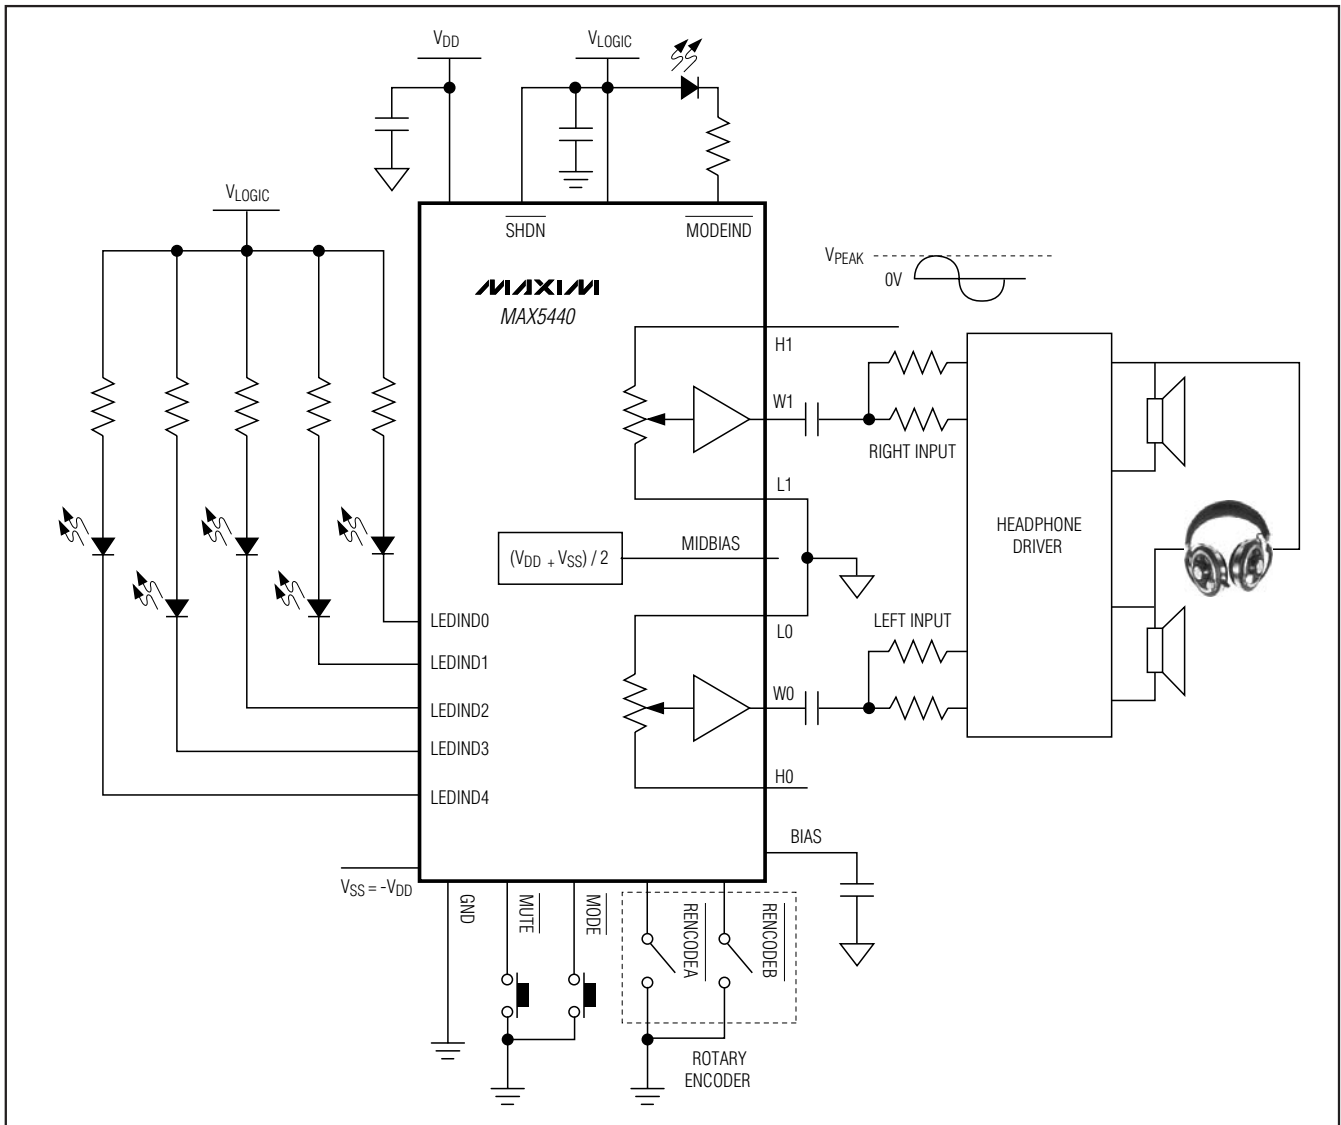 VDD
VLOGIC
VLOGIC
SHDN
MODEIND
MAXIM
MAX5440
VPEAK
0V
H1
W1
RIGHT INPUT
L1
HEADPHONE
DRIVER
(VDD + VSS) / 2
MIDBIAS
LEDIND0
LEDIND1
LEDIND2
LEDIND3
LEDIND4
L0
LEFT INPUT
W0
H0
BIAS
VSS = -VDD
GND
MUTE
MODE
RENCODEA
RENCODEB
ROTARY
ENCODER